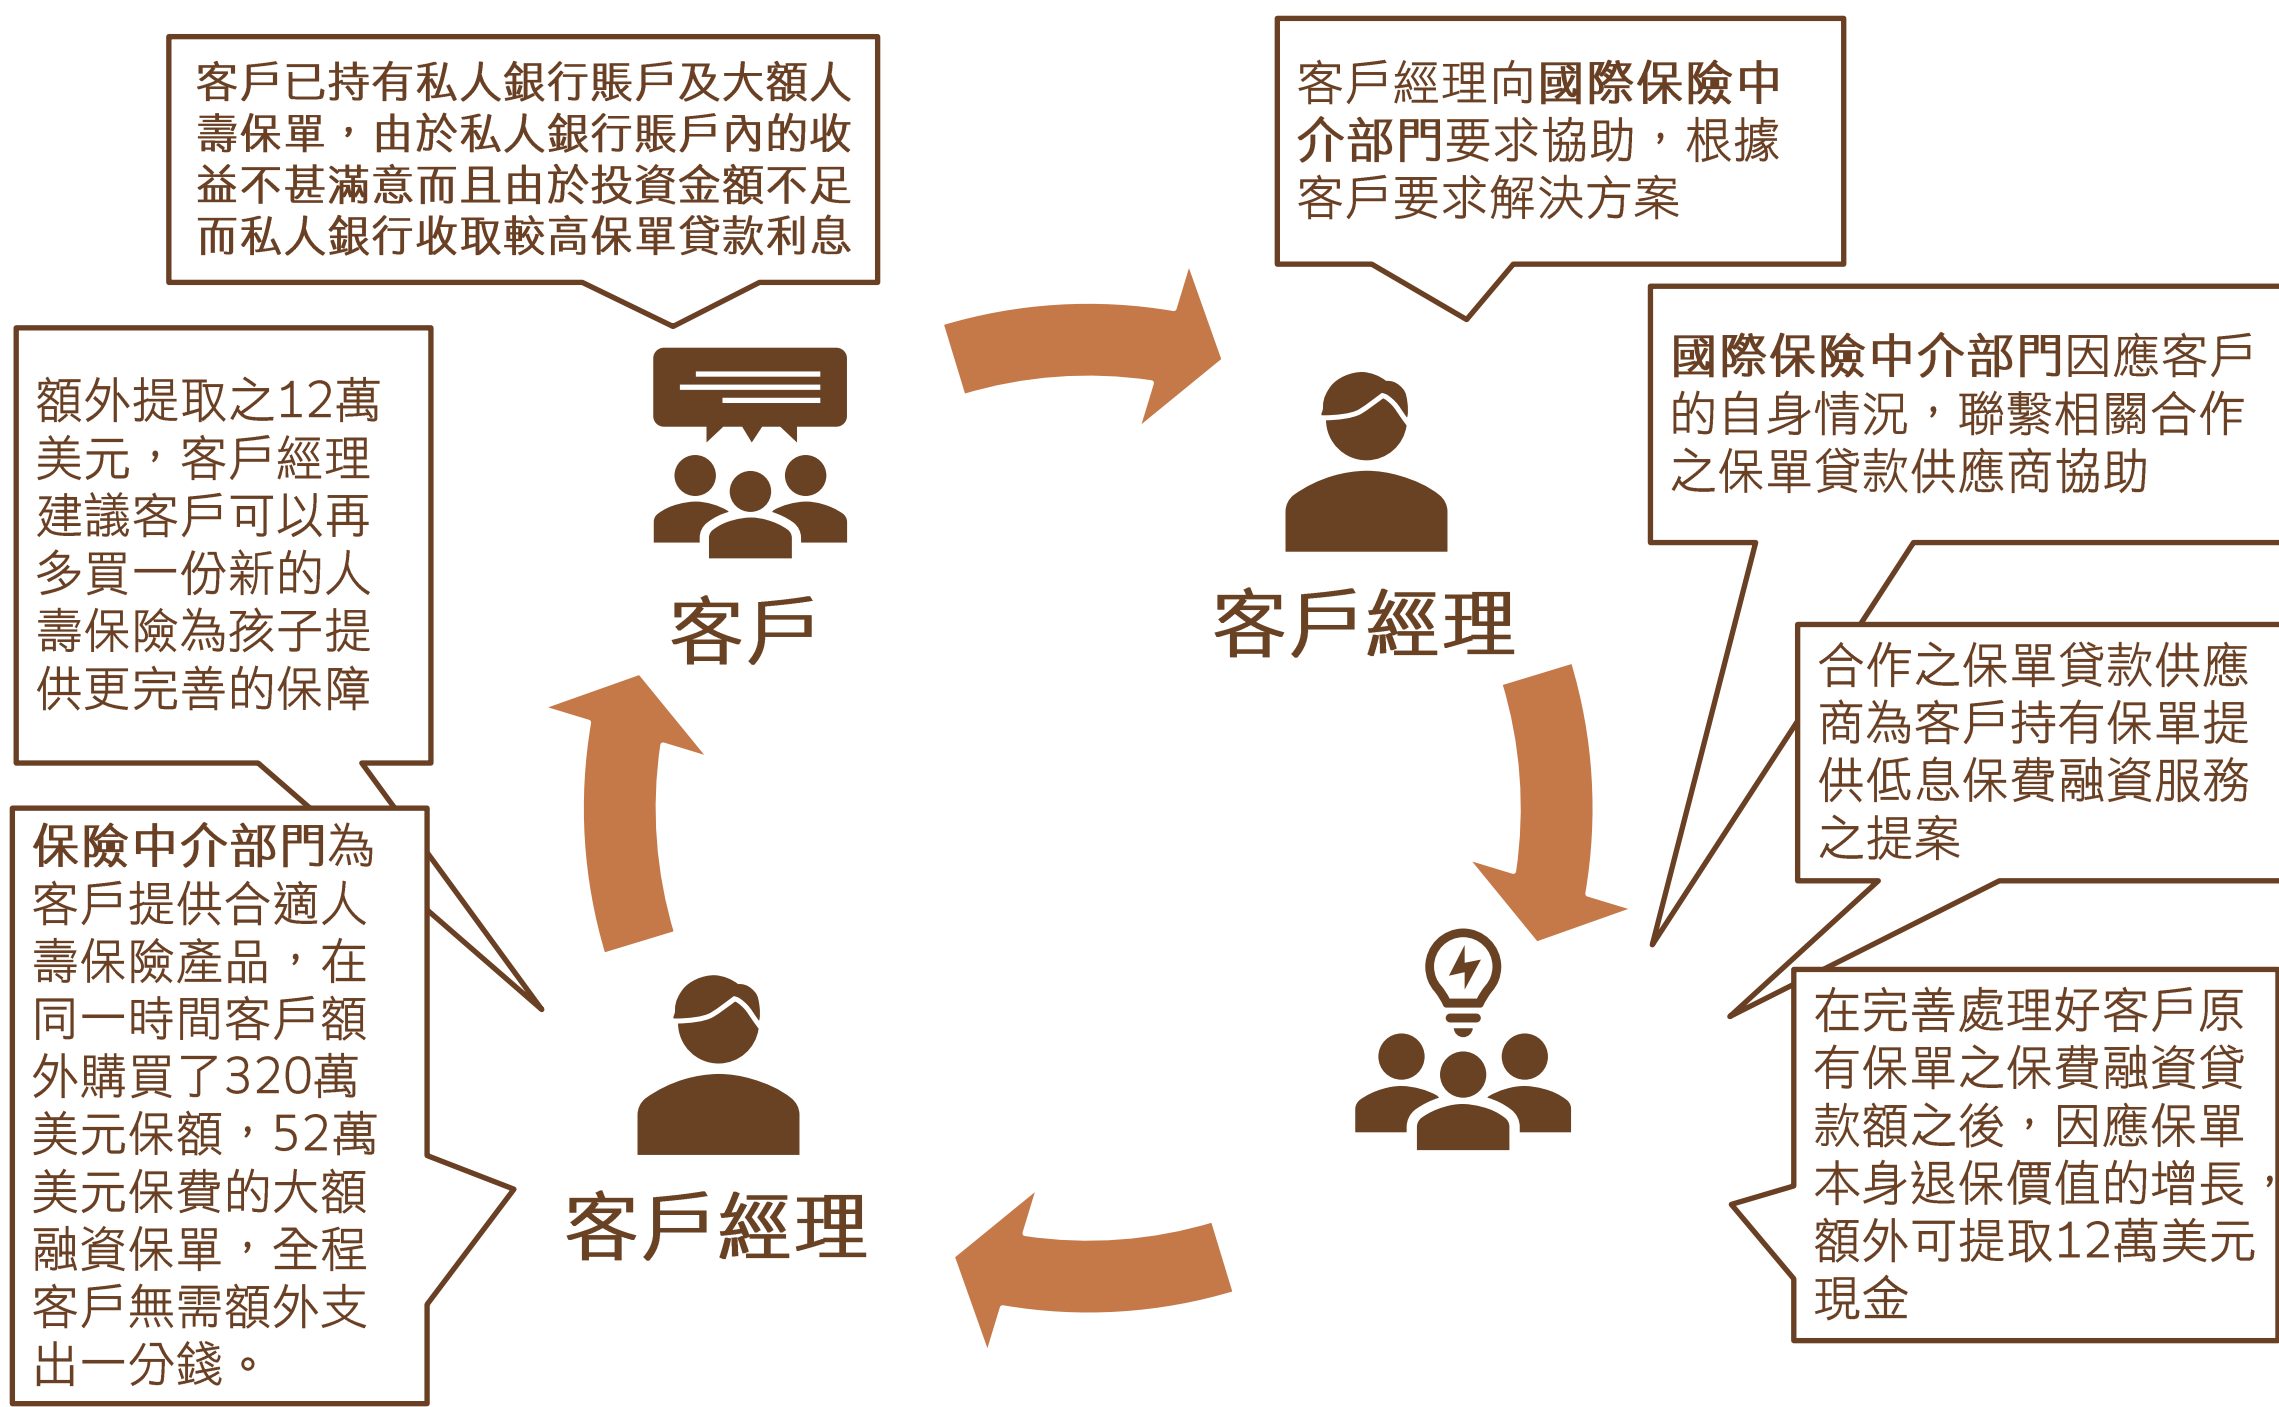 客戶已持有私人銀行賬戶及大額人
壽保單，由於私人銀行賬戶內的收
益不甚滿意而且由於投資金額不足
而私人銀行收取較高保單貸款利息
客戶
客戶經理向國際保險中
介部門要求協助，根據
客戶要求解決方案
客戶經理
國際保險中介部門因應客戶
的自身情況，聯繫相關合作
之保單貸款供應商協助
合作之保單貸款供應
商為客戶持有保單提
供低息保費融資服務
之提案
在完善處理好客戶原
有保單之保費融資貸
款額之後，因應保單
本身退保價值的增長，
額外可提取12萬美元
現金
額外提取之12萬
美元，客戶經理
建議客戶可以再
多買一份新的人
壽保險為孩子提
供更完善的保障
保險中介部門為
客戶提供合適人
壽保險產品，在
同一時間客戶額
外購買了320萬
美元保額，52萬
美元保費的大額
融資保單，全程
客戶無需額外支
出一分錢。
客戶經理